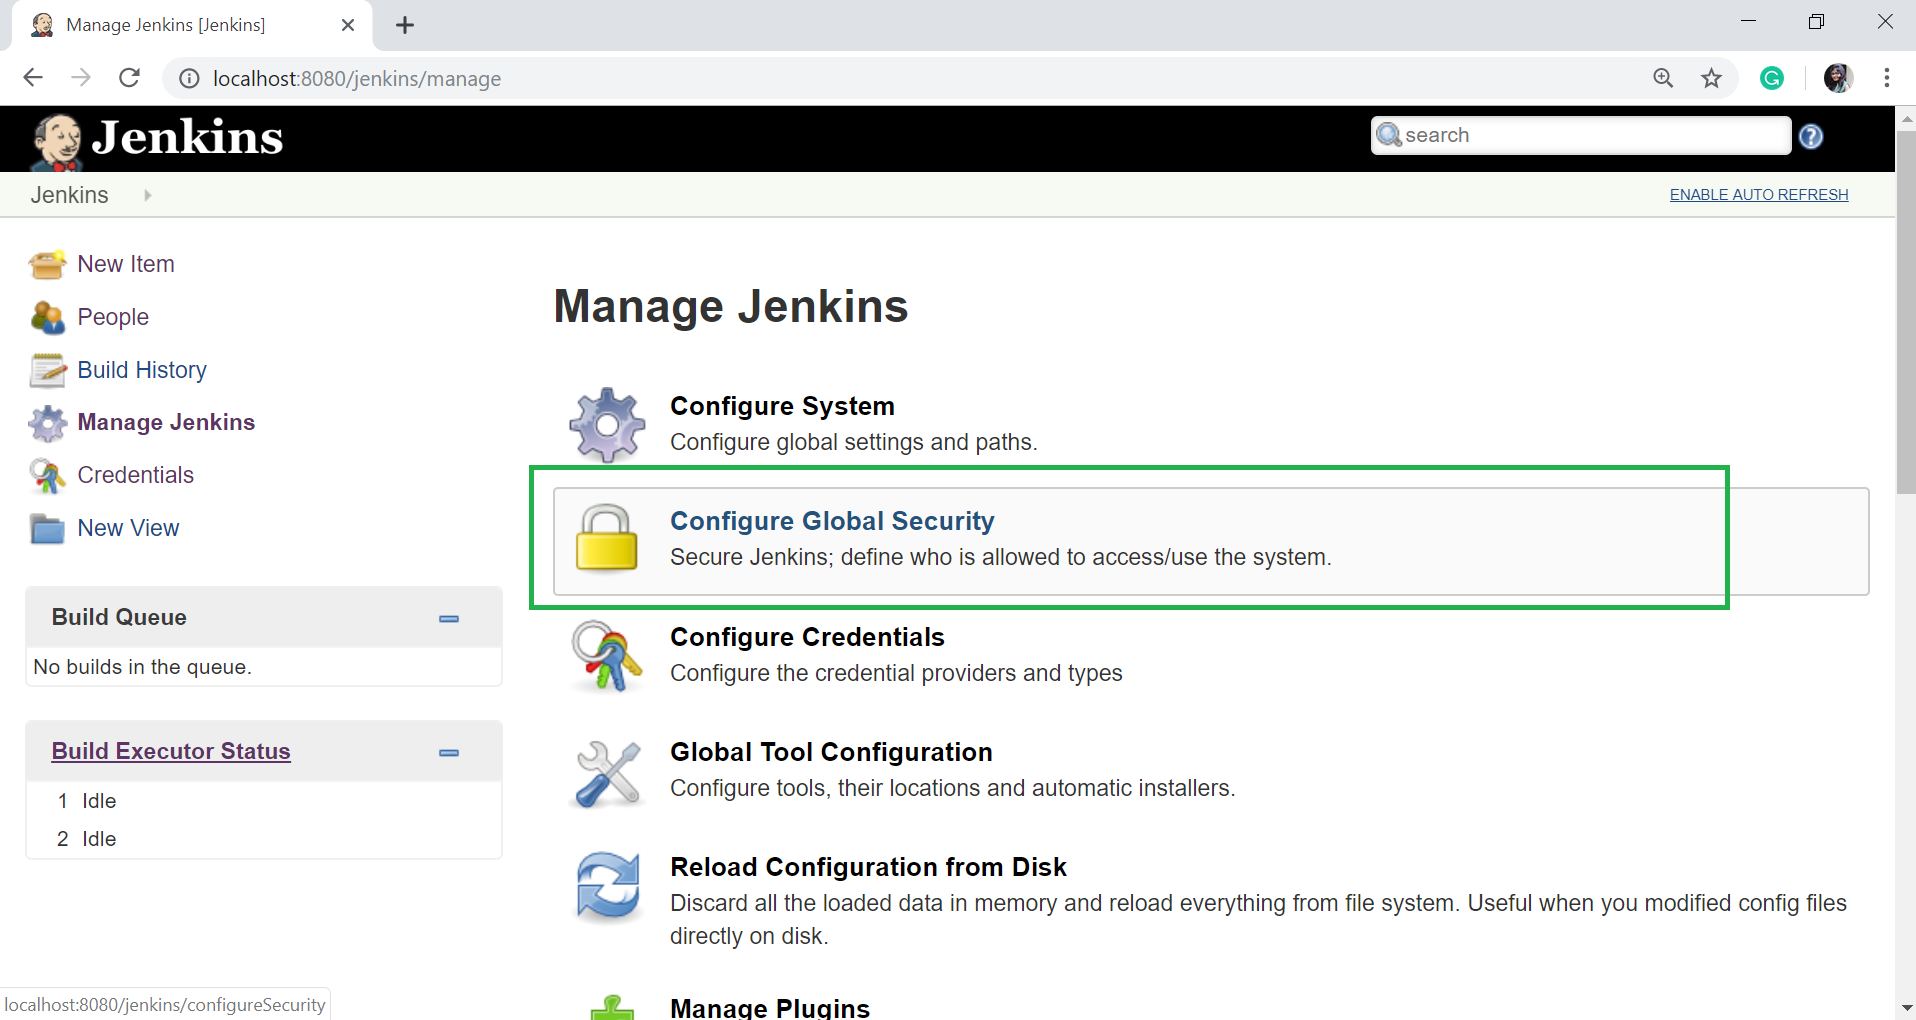 Manage Jenkins [Jenkins]
localhost:8080/jenkins/manage
Jenkins
search
Jenkins
ENABLE AUTO REFRESH
New Item
People
Build History
Manage Jenkins
Credentials
New View
Build Queue
No builds in the queue.
Build Executor Status
1 Idle
2 Idle
Manage Jenkins
Configure System
Configure global settings and paths.
Configure Global Security
Secure Jenkins; define who is allowed to access/use the system.
Configure Credentials
Configure the credential providers and types
Global Tool Configuration
Configure tools, their locations and automatic installers.
Reload Configuration from Disk
Discard all the loaded data in memory and reload everything from file system. Useful when you modified config files
directly on disk.
Manage Plugins
localhost:8080/jenkins/configureSecurity